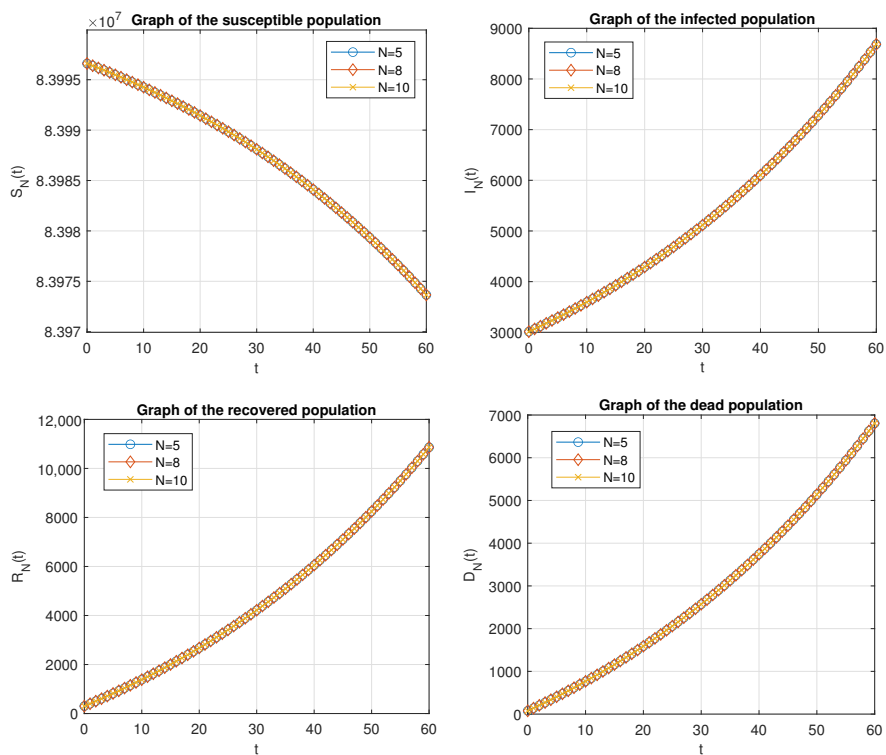 Graph of the susceptible population
×10^7
8.3995
8.399
8.3985
8.398
8.3975
8.397
S_N(t)
0 10 20 30 40 50 60
t
N=5
N=8
N=10
Graph of the infected population
9000
8000
7000
6000
5000
4000
3000
I_N(t)
0 10 20 30 40 50 60
t
N=5
N=8
N=10
Graph of the recovered population
12,000
10,000
8000
6000
4000
2000
0
R_N(t)
0 10 20 30 40 50 60
t
N=5
N=8
N=10
Graph of the dead population
7000
6000
5000
4000
3000
2000
1000
0
D_N(t)
0 10 20 30 40 50 60
t
N=5
N=8
N=10